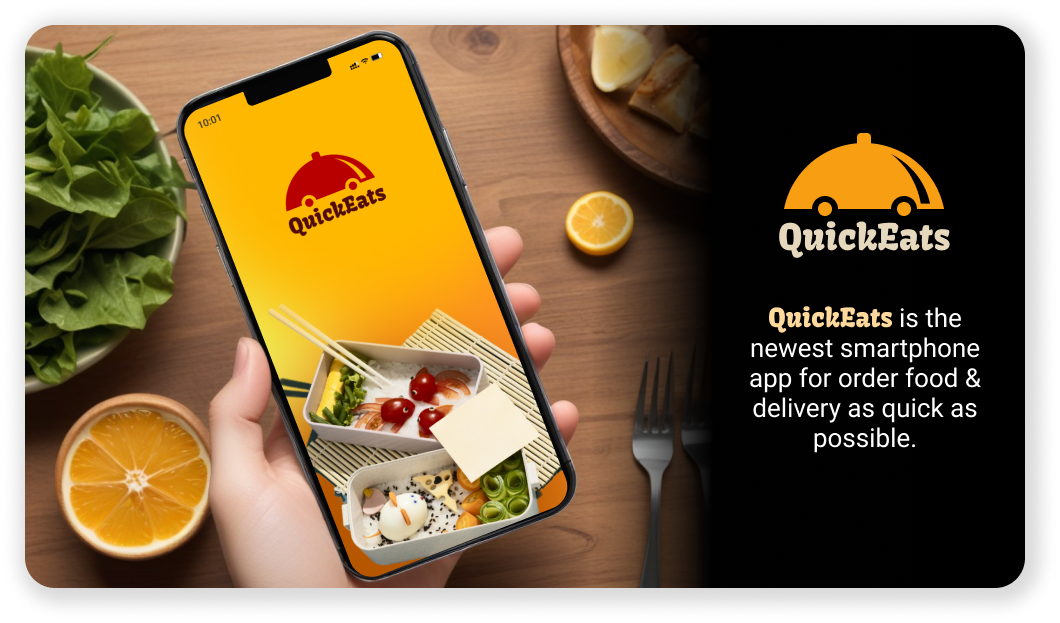 10:01
QuickEats
QuickEats
QuickEats is the
newest smartphone
app for order food &
delivery as quick as
possible.